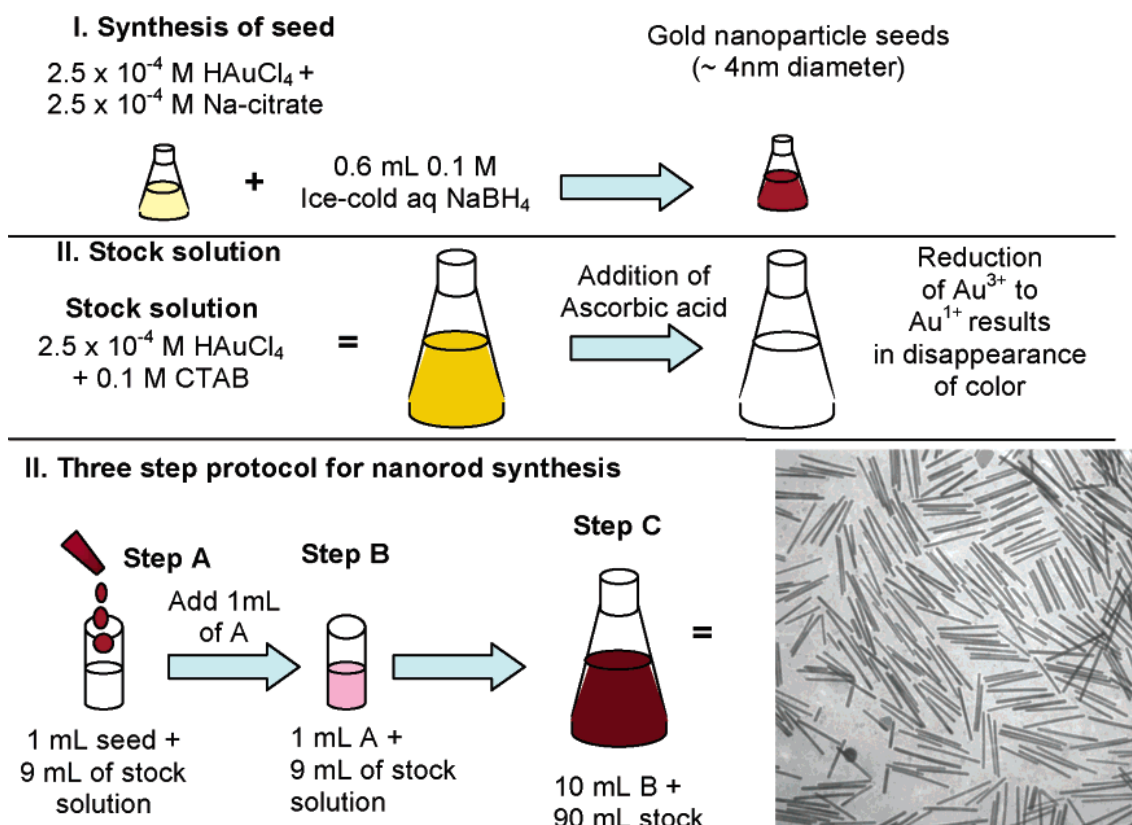 I. Synthesis of seed
2.5 x 10⁻⁴ M HAuCl₄ +
2.5 x 10⁻⁴ M Na-citrate
+
0.6 mL 0.1 M
Ice-cold aq NaBH₄
Gold nanoparticle seeds
(~ 4nm diameter)
II. Stock solution
Stock solution
2.5 x 10⁻⁴ M HAuCl₄
+ 0.1 M CTAB
=
Addition of
Ascorbic acid
Reduction
of Au³⁺ to
Au¹⁺ results
in disappearance
of color
II. Three step protocol for nanorod synthesis
Step A
1 mL seed +
9 mL of stock
solution
Add 1mL
of A
Step B
1 mL A +
9 mL of stock
solution
Step C
10 mL B +
90 mL stock
=